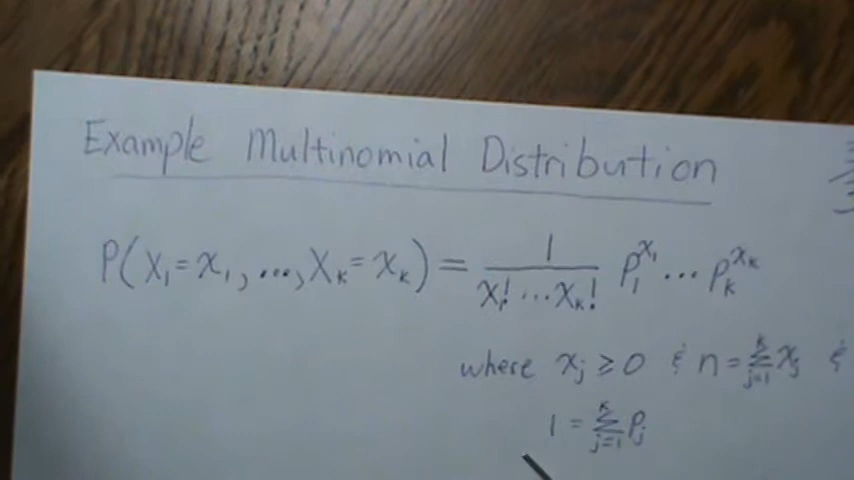 Example Multinomial Distribution
P(X₁=x₁, ..., Xₖ=xₖ) = 1 / (x₁! ⋯ xₖ!) p₁^x₁ ⋯ pₖ^xₖ
where xⱼ ≥ 0 & n = Σⱼ₌₁ᵏ xⱼ &
1 = Σⱼ₌₁ᵏ pⱼ